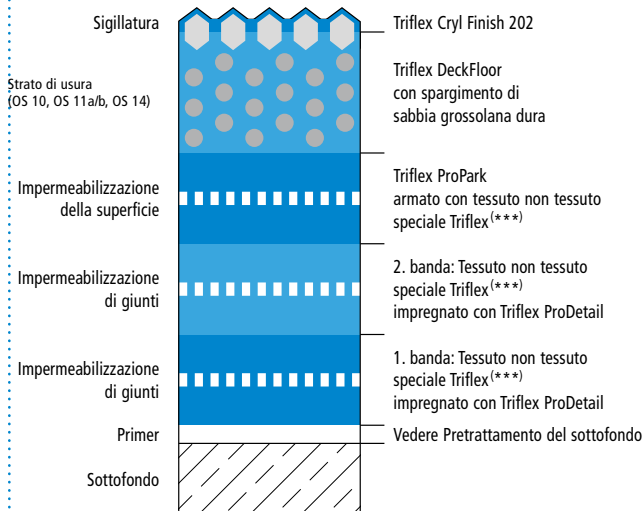 Sigillatura
Triflex Cryl Finish 202
Strato di usura
(OS 10, OS 11a/b, OS 14)
Triflex DeckFloor
con spargimento di
sabbia grossolana dura
Impermeabilizzazione
della superficie
Triflex ProPark
armato con tessuto non tessuto
speciale Triflex(***)
Impermeabilizzazione
di giunti
2. banda: Tessuto non tessuto
speciale Triflex(***)
impregnato con Triflex ProDetail
Impermeabilizzazione
di giunti
1. banda: Tessuto non tessuto
speciale Triflex(***)
impregnato con Triflex ProDetail
Primer
Vedere Pretrattamento del sottofondo
Sottofondo